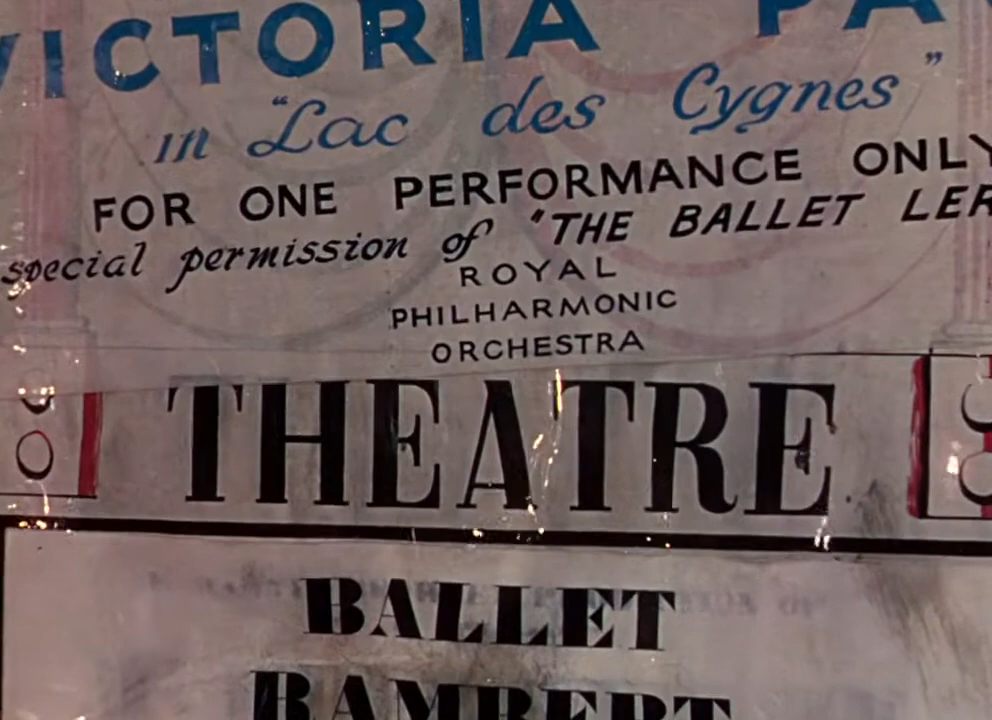 VICTORIA PA
in "Lac des Cygnes"
FOR ONE PERFORMANCE ONLY
special permission of "THE BALLET LER
ROYAL
PHILHARMONIC
ORCHESTRA
THEATRE
BALLET
RAMBERT